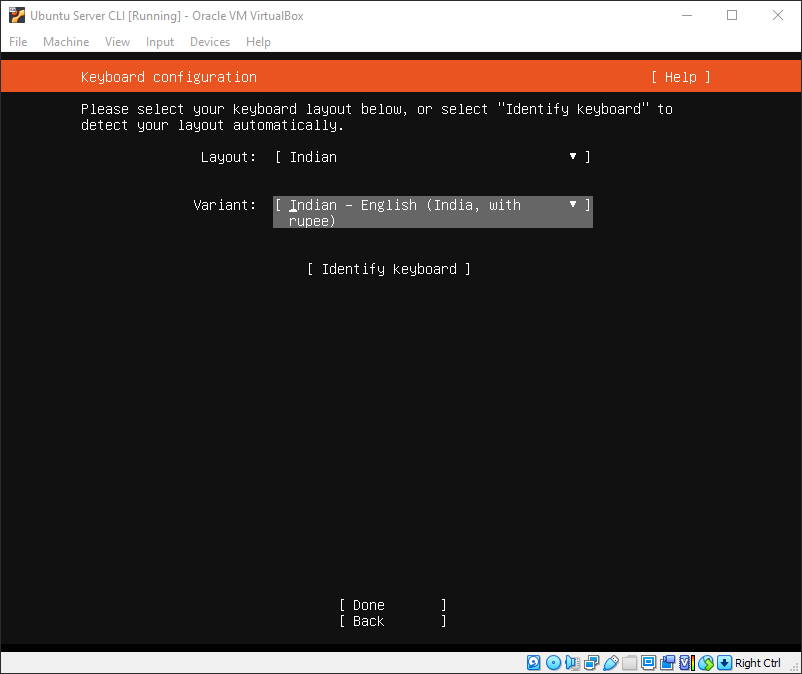 Ubuntu Server CLI [Running] - Oracle VM VirtualBox
File Machine View Input Devices Help
Keyboard configuration [ Help ]
Please select your keyboard layout below, or select "Identify keyboard" to
detect your layout automatically.
Layout: [ Indian ▼ ]
Variant: [ Indian – English (India, with ▼ ]
rupee)
[ Identify keyboard ]
[ Done ]
[ Back ]
Right Ctrl